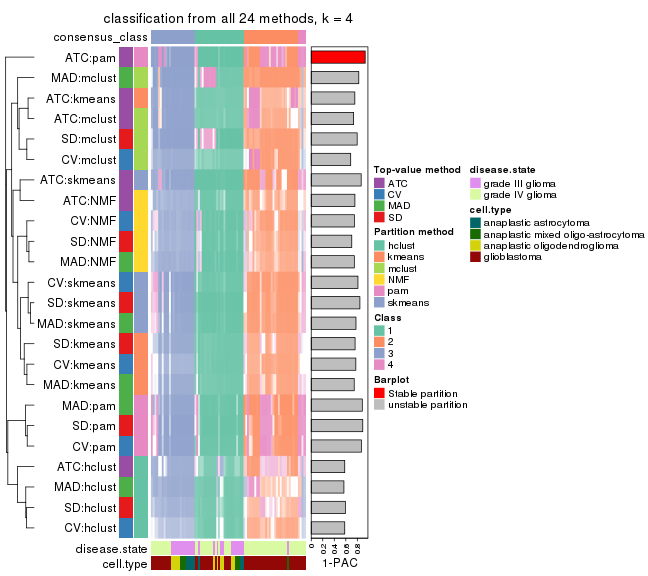 classification from all 24 methods, k = 4
consensus_class
ATC:pam
MAD:mclust
ATC:kmeans
ATC:mclust
SD:mclust
CV:mclust
ATC:skmeans
ATC:NMF
CV:NMF
SD:NMF
MAD:NMF
CV:skmeans
SD:skmeans
MAD:skmeans
SD:kmeans
CV:kmeans
MAD:kmeans
MAD:pam
SD:pam
CV:pam
ATC:hclust
MAD:hclust
SD:hclust
CV:hclust
disease.state
cell.type
0
0.2
0.4
0.6
0.8
1-PAC
Top-value method
ATC
CV
MAD
SD
Partition method
hclust
kmeans
mclust
NMF
pam
skmeans
Class
1
2
3
4
Barplot
Stable partition
unstable partition
disease.state
grade III glioma
grade IV glioma
cell.type
anaplastic astrocytoma
anaplastic mixed oligo-astrocytoma
anaplastic oligodendroglioma
glioblastoma